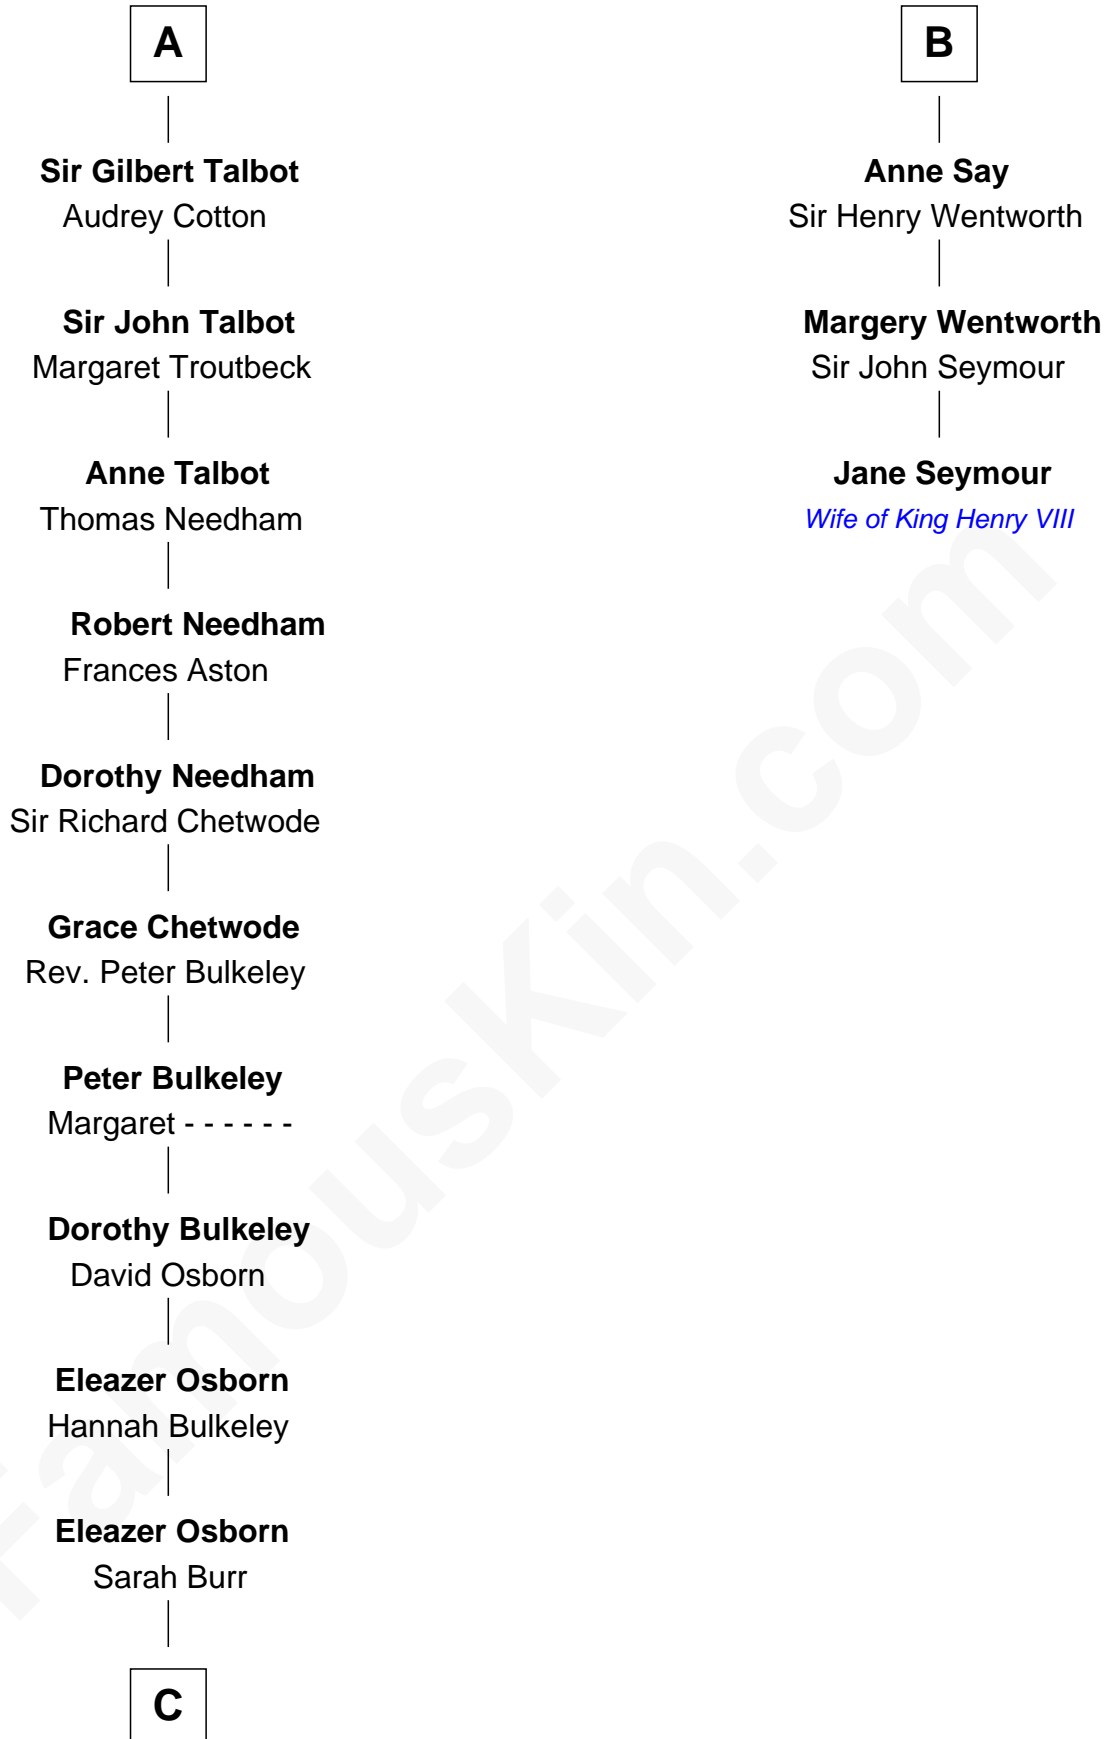 A
Sir Gilbert Talbot
Audrey Cotton
Sir John Talbot
Margaret Troutbeck
Anne Talbot
Thomas Needham
Robert Needham
Frances Aston
Dorothy Needham
Sir Richard Chetwode
Grace Chetwode
Rev. Peter Bulkeley
Peter Bulkeley
Margaret - - - - - -
Dorothy Bulkeley
David Osborn
Eleazer Osborn
Hannah Bulkeley
Eleazer Osborn
Sarah Burr
C
B
Anne Say
Sir Henry Wentworth
Margery Wentworth
Sir John Seymour
Jane Seymour
Wife of King Henry VIII
FamousKin.com